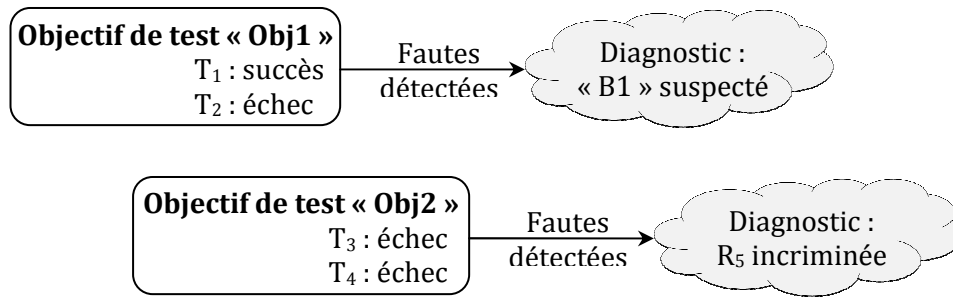 Objectif de test « Obj1 »
T₁ : succès
T₂ : échec
Fautes
détectées
Diagnostic :
« B1 » suspecté
Objectif de test « Obj2 »
T₃ : échec
T₄ : échec
Fautes
détectées
Diagnostic :
R₅ incriminée